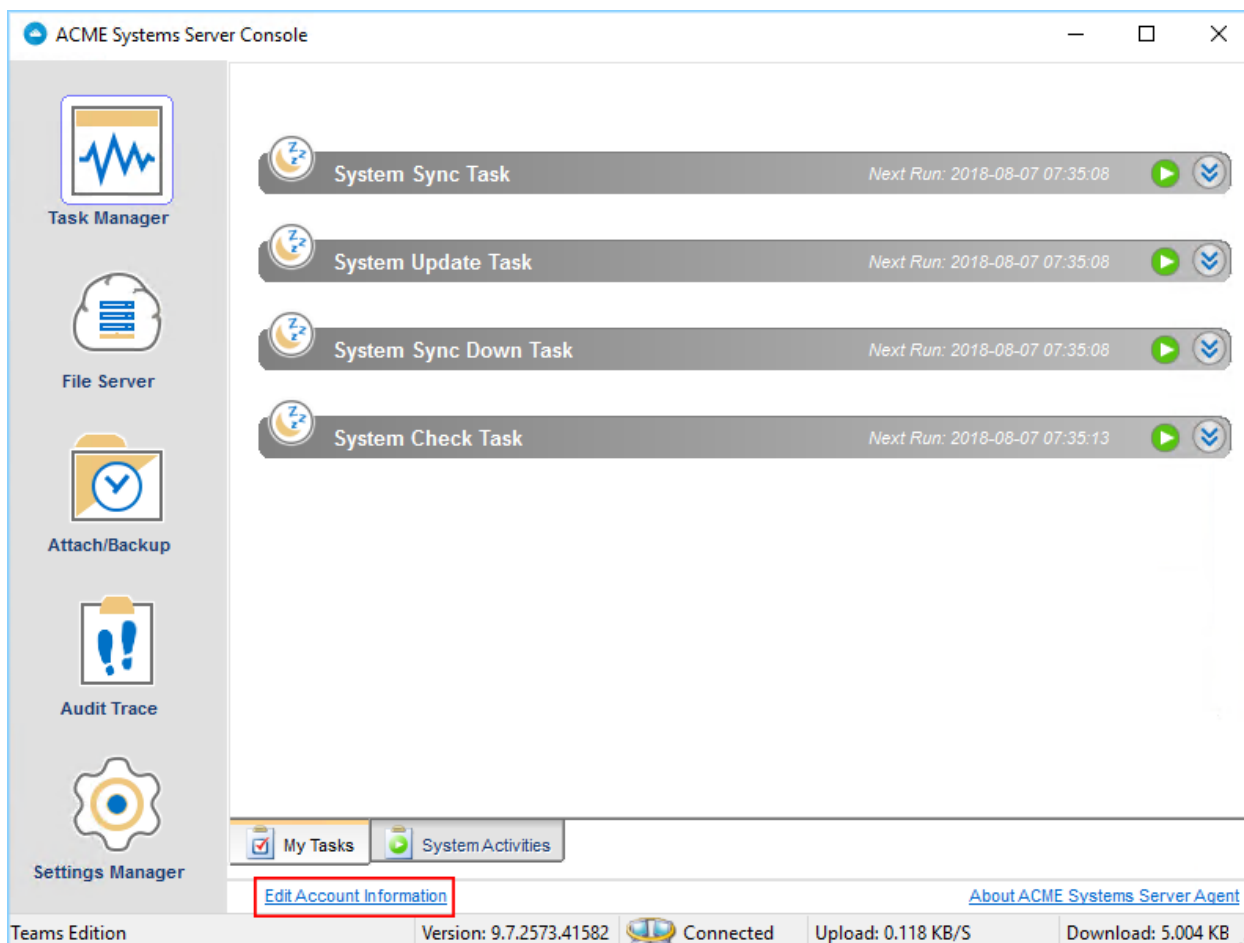 ACME Systems Server Console
Task Manager
File Server
Attach/Backup
Audit Trace
Settings Manager
System Sync Task Next Run: 2018-08-07 07:35:08
System Update Task Next Run: 2018-08-07 07:35:08
System Sync Down Task Next Run: 2018-08-07 07:35:08
System Check Task Next Run: 2018-08-07 07:35:13
My Tasks System Activities
Edit Account Information About ACME Systems Server Agent
Teams Edition Version: 9.7.2573.41582 Connected Upload: 0.118 KB/S Download: 5.004 KB